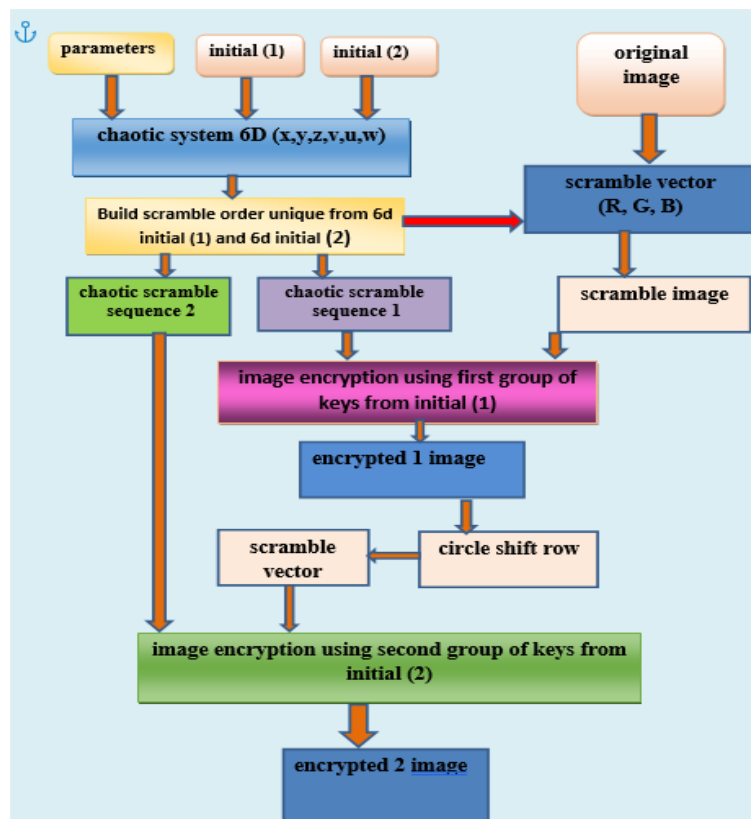 parameters
initial (1)
initial (2)
original
image
chaotic system 6D (x,y,z,v,u,w)
scramble vector
(R, G, B)
Build scramble order unique from 6d
initial (1) and 6d initial (2)
chaotic scramble
sequence 2
chaotic scramble
sequence 1
scramble image
image encryption using first group of
keys from initial (1)
encrypted 1 image
circle shift row
scramble
vector
image encryption using second group of keys from
initial (2)
encrypted 2 image